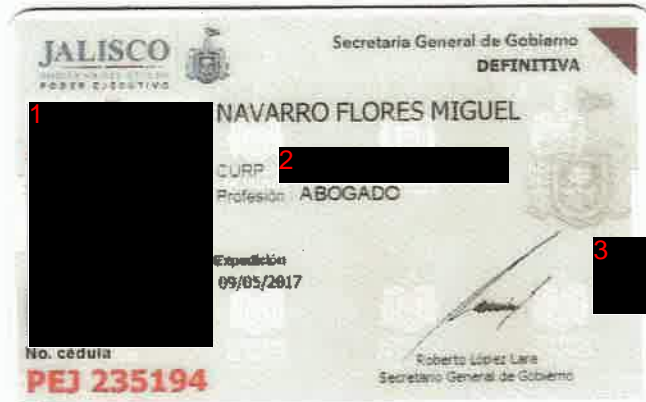 JALISCO
PODER EJECUTIVO
Secretaria General de Gobierno
DEFINITIVA
1
NAVARRO FLORES MIGUEL
CURP 2
Profesión ABOGADO
3
Expedición
09/05/2017
No. cédula
PEJ 235194
Roberto López Lara
Secretario General de Gobierno